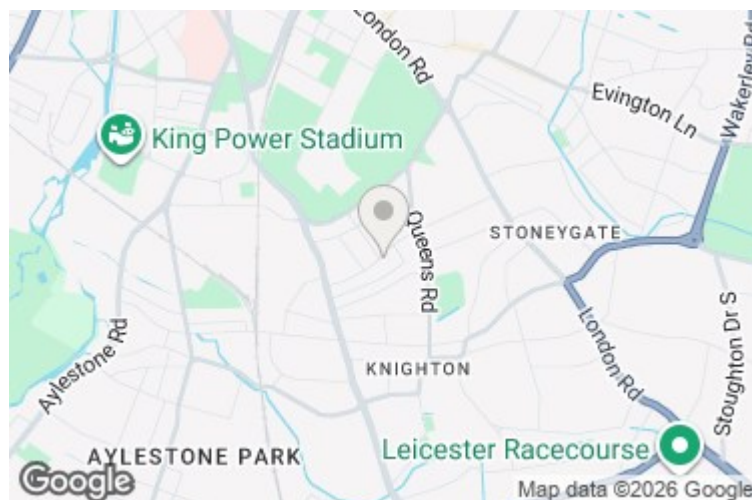 London Rd
Wakerley Rd
Evington Ln
King Power Stadium
Queens Rd
STONEYGATE
Aylestone Rd
London Rd
Stoughton Dr S
KNIGHTON
AYLESTONE PARK
Leicester Racecourse
Google
Map data ©2026 Google